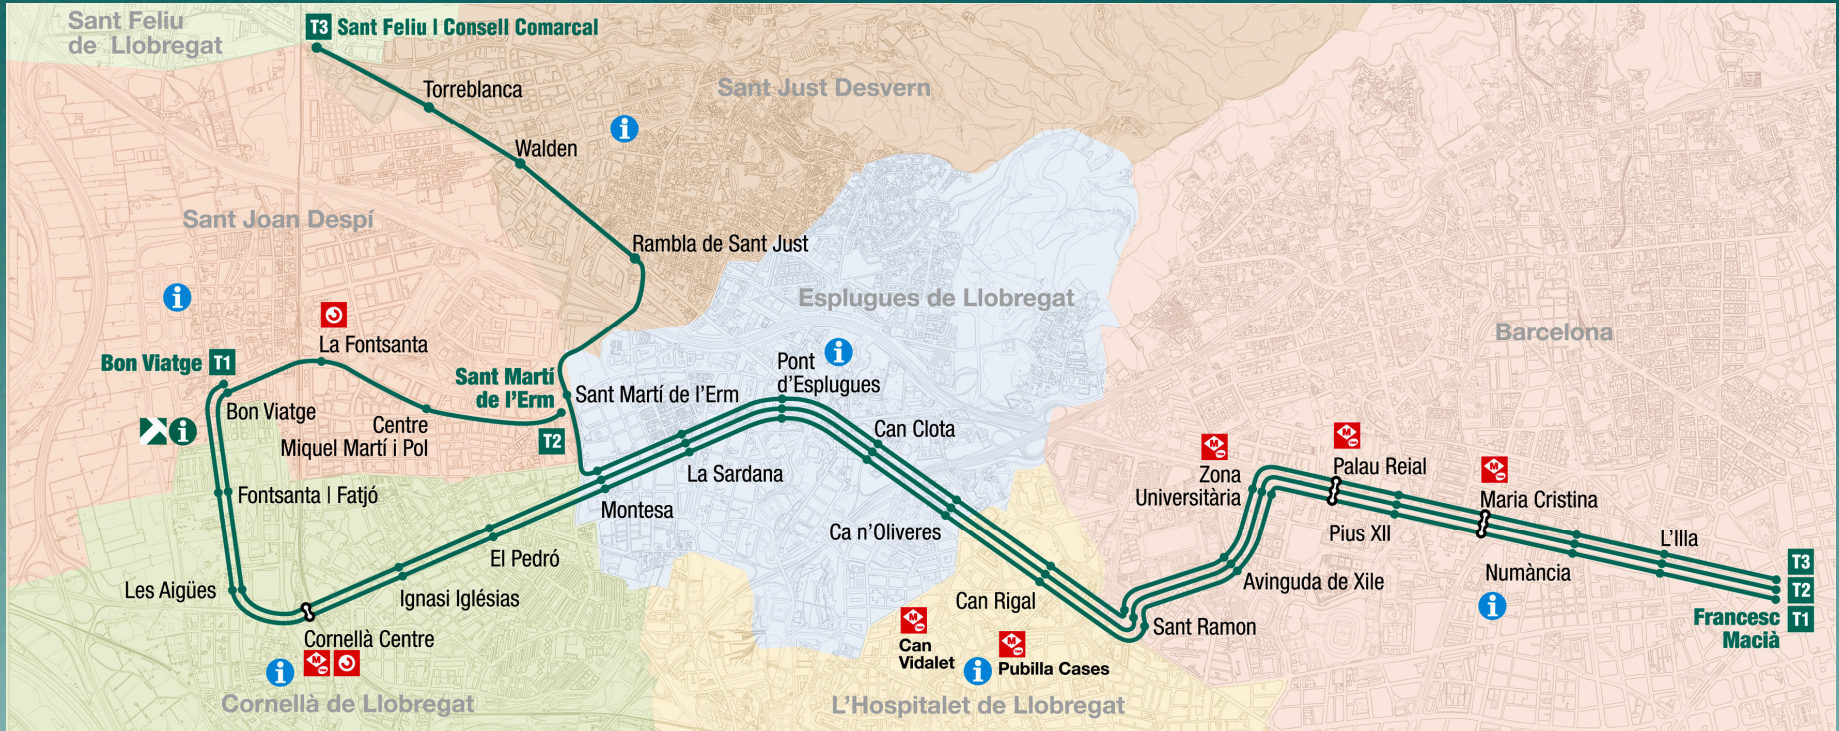 Sant Feliu
de Llobregat
T3 Sant Feliu | Consell Comarcal
Torreblanca
Sant Just Desvern
Walden
Sant Joan Despí
Rambla de Sant Just
Esplugues de Llobregat
Barcelona
La Fontsanta
Bon Viatge T1
Bon Viatge
Sant Martí
de l'Erm
T2
Sant Martí de l'Erm
Pont
d'Esplugues
Centre
Miquel Martí i Pol
Can Clota
La Sardana
Fontsanta | Fatjó
Montesa
Ca n'Oliveres
El Pedró
Les Aigües
Ignasi Iglésias
Cornellà Centre
M
Cornellà de Llobregat
Can Rigal
M
Can
Vidalet
M
Pubilla Cases
L'Hospitalet de Llobregat
Sant Ramon
Avinguda de Xile
M
Zona
Universitària
M
Palau Reial
Pius XII
M
Maria Cristina
Numància
L'Illa
T3
T2
T1
Francesc
Macià